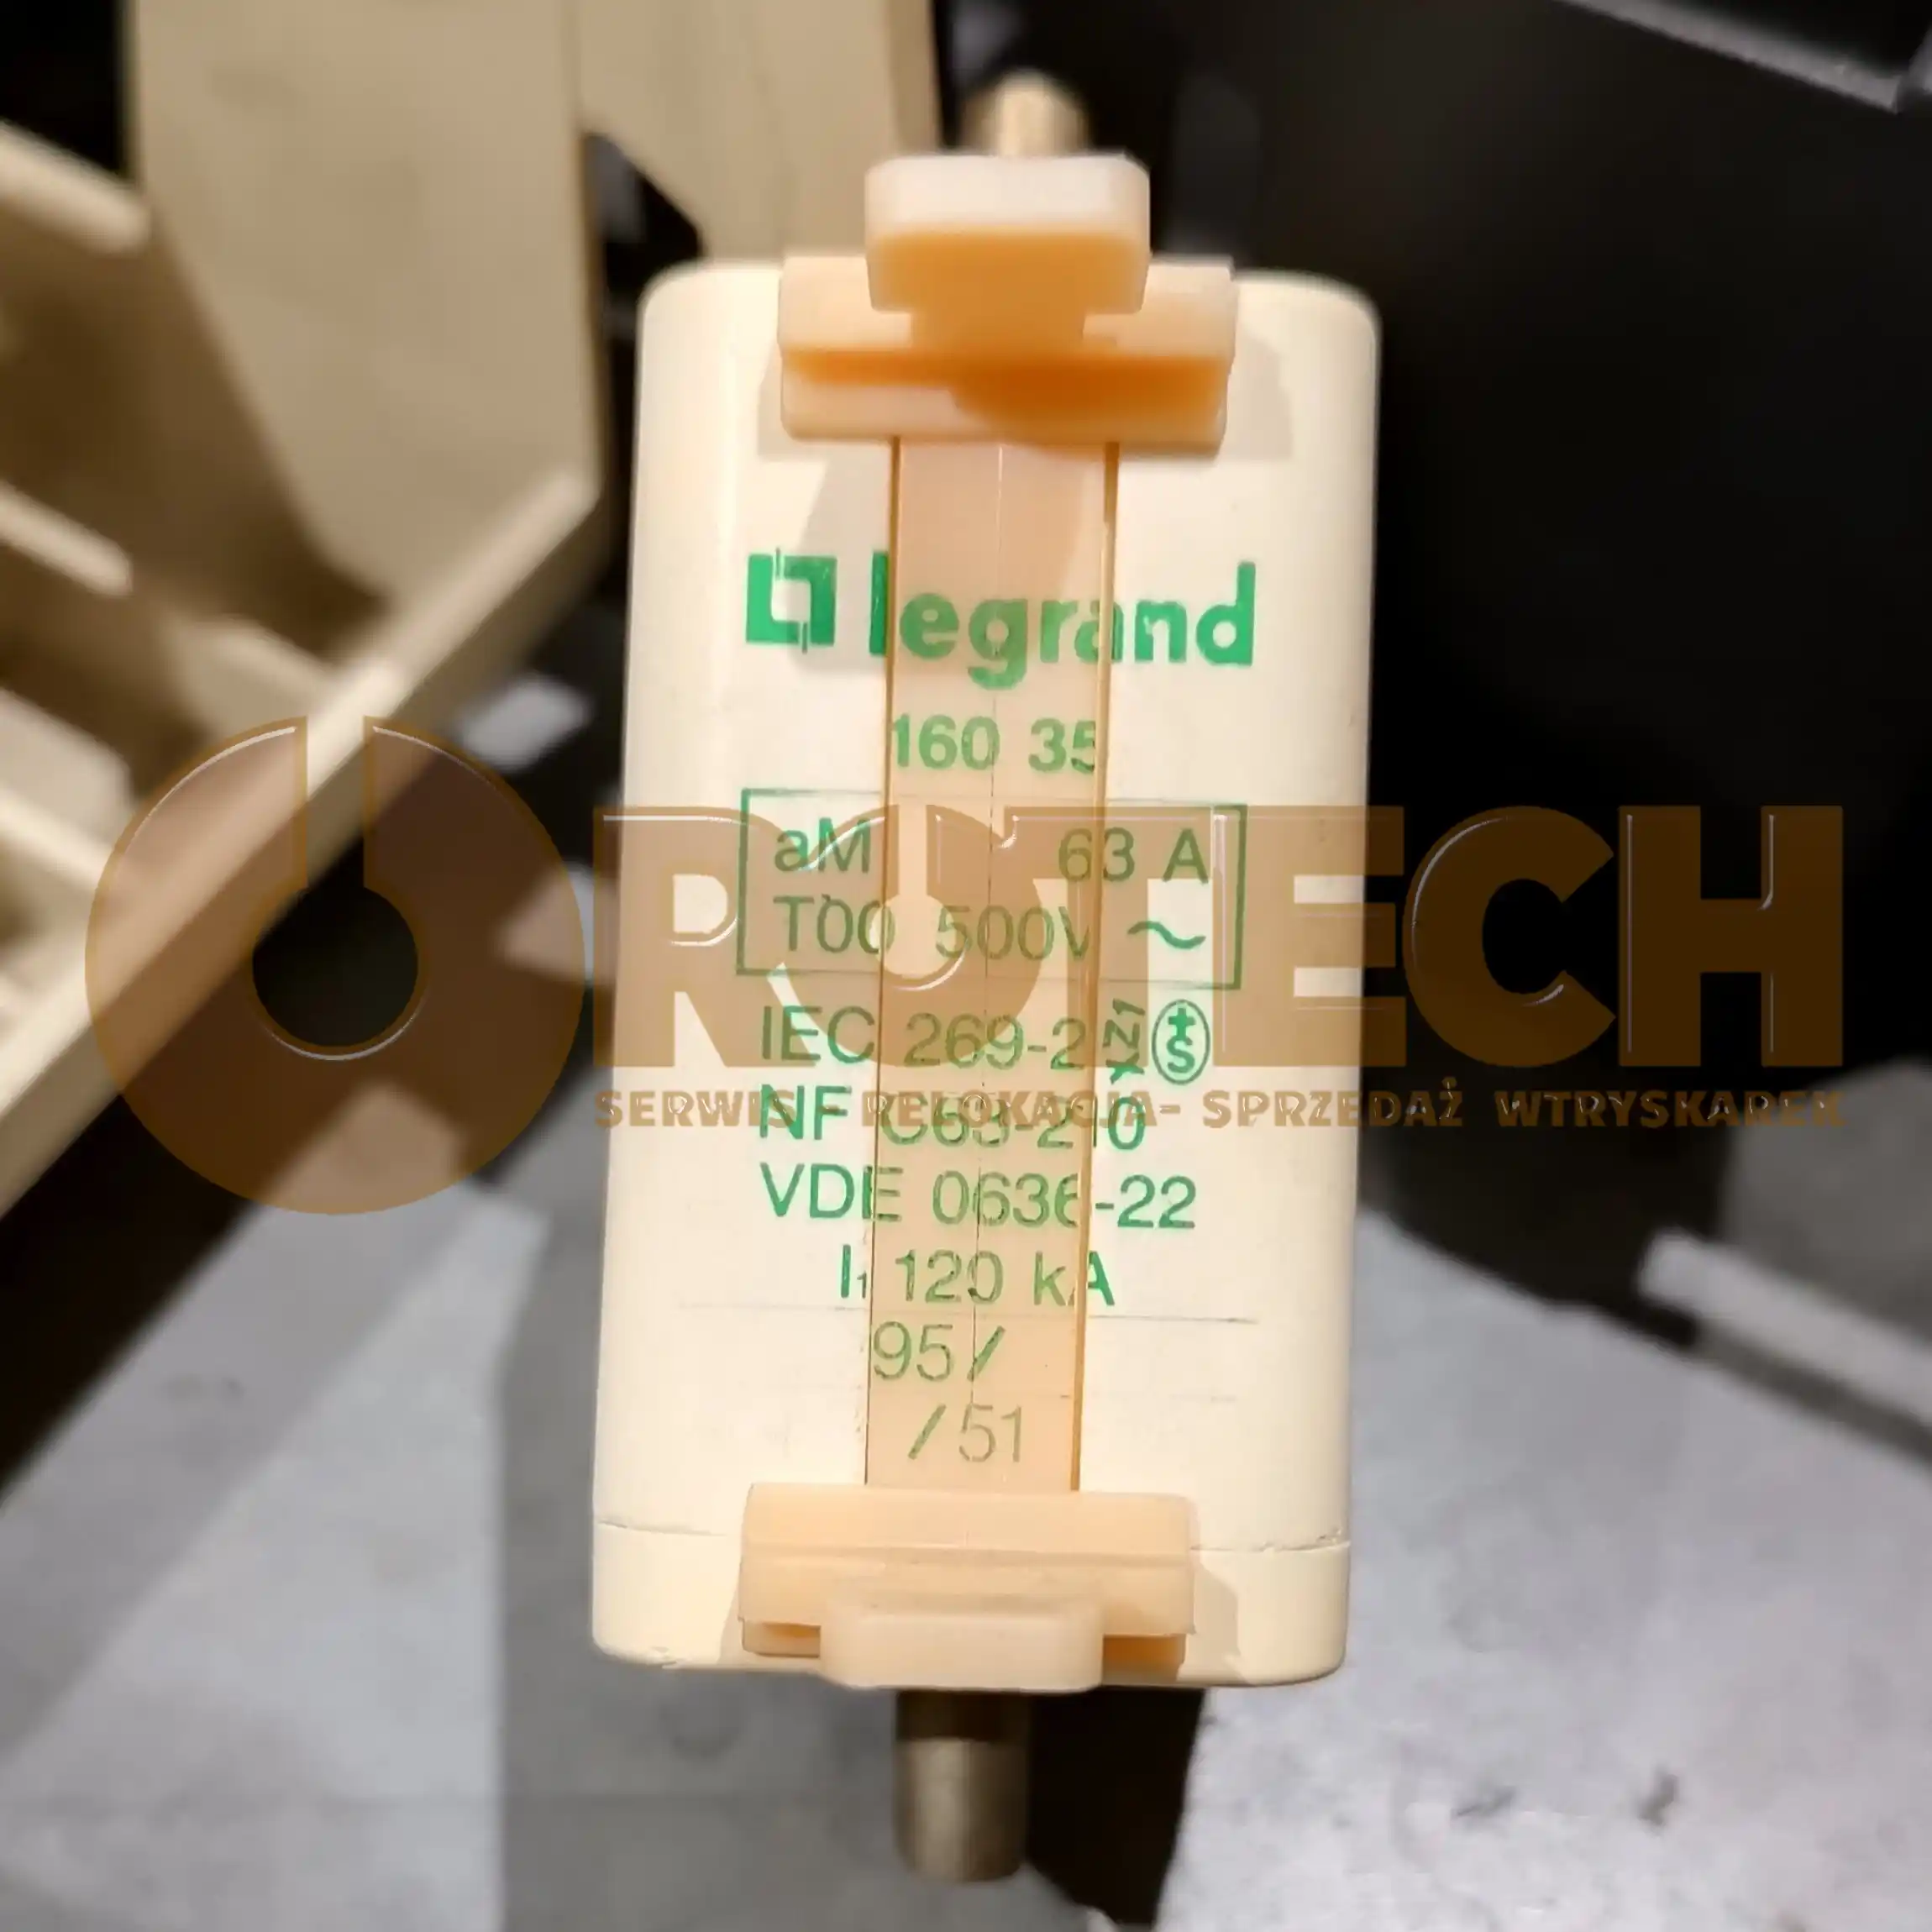 legrand
160 35
aM 63 A
T00 500V ~
IEC 269-2
XZ1
+S
NF C63-210
VDE 0636-22
I1 120 kA
95/
/51
ROTECH
SERWIS - RELOKACJA- SPRZEDAŻ WTRYSKAREK